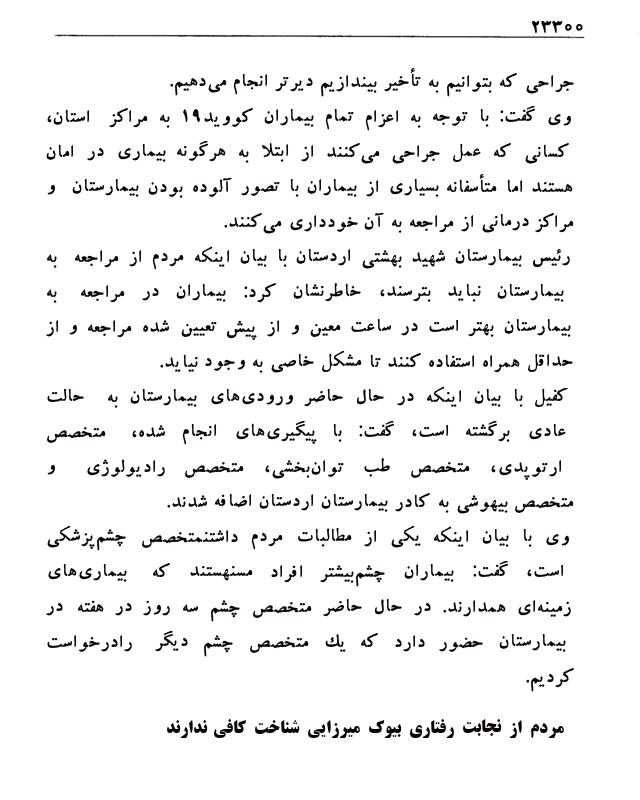 ۲۳۳۰۰
جراحی که بتوانیم به تأخیر بیندازیم دیرتر انجام می‌دهیم.
وی گفت: با توجه به اعزام تمام بیماران کووید۱۹ به مراکز استان،
کسانی که عمل جراحی می‌کنند از ابتلا به هرگونه بیماری در امان
هستند اما متأسفانه بسیاری از بیماران با تصور آلوده بودن بیمارستان و
مراکز درمانی از مراجعه به آن خودداری می‌کنند.
رئیس بیمارستان شهید بهشتی اردستان با بیان اینکه مردم از مراجعه به
بیمارستان نباید بترسند، خاطرنشان کرد: بیماران در مراجعه به
بیمارستان بهتر است در ساعت معین و از پیش تعیین شده مراجعه و از
حداقل همراه استفاده کنند تا مشکل خاصی به وجود نیاید.
کفیل با بیان اینکه در حال حاضر ورودی‌های بیمارستان به حالت
عادی برگشته است، گفت: با پیگیری‌های انجام شده، متخصص
ارتوپدی، متخصص طب توان‌بخشی، متخصص رادیولوژی و
متخصص بیهوشی به کادر بیمارستان اردستان اضافه شدند.
وی با بیان اینکه یکی از مطالبات مردم داشتنمتخصص چشم‌پزشکی
است، گفت: بیماران چشم‌بیشتر افراد مسنهستند که بیماری‌های
زمینه‌ای همدارند. در حال حاضر متخصص چشم سه روز در هفته در
بیمارستان حضور دارد که یك متخصص چشم دیگر رادرخواست
کردیم.
مردم از نجابت رفتاری بیوک میرزایی شناخت کافی ندارند